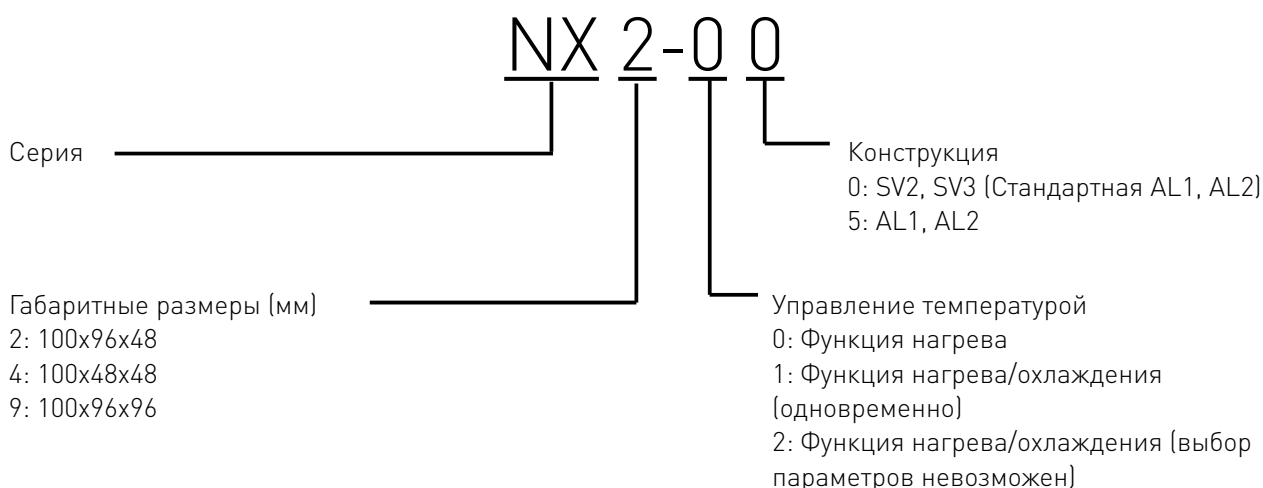 NX 2-0 0
Серия
Конструкция
0: SV2, SV3 (Стандартная AL1, AL2)
5: AL1, AL2
Габаритные размеры (мм)
2: 100x96x48
4: 100x48x48
9: 100x96x96
Управление температурой
0: Функция нагрева
1: Функция нагрева/охлаждения
(одновременно)
2: Функция нагрева/охлаждения (выбор
параметров невозможен)